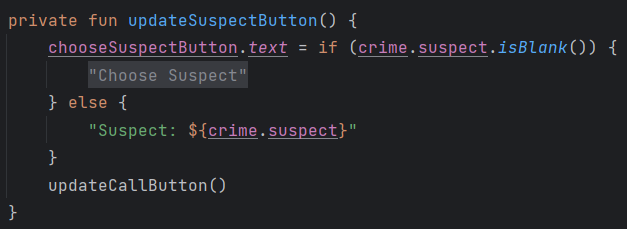 private fun updateSuspectButton() {
    chooseSuspectButton.text = if (crime.suspect.isBlank()) {
        "Choose Suspect"
    } else {
        "Suspect: ${crime.suspect}"
    }
    updateCallButton()
}